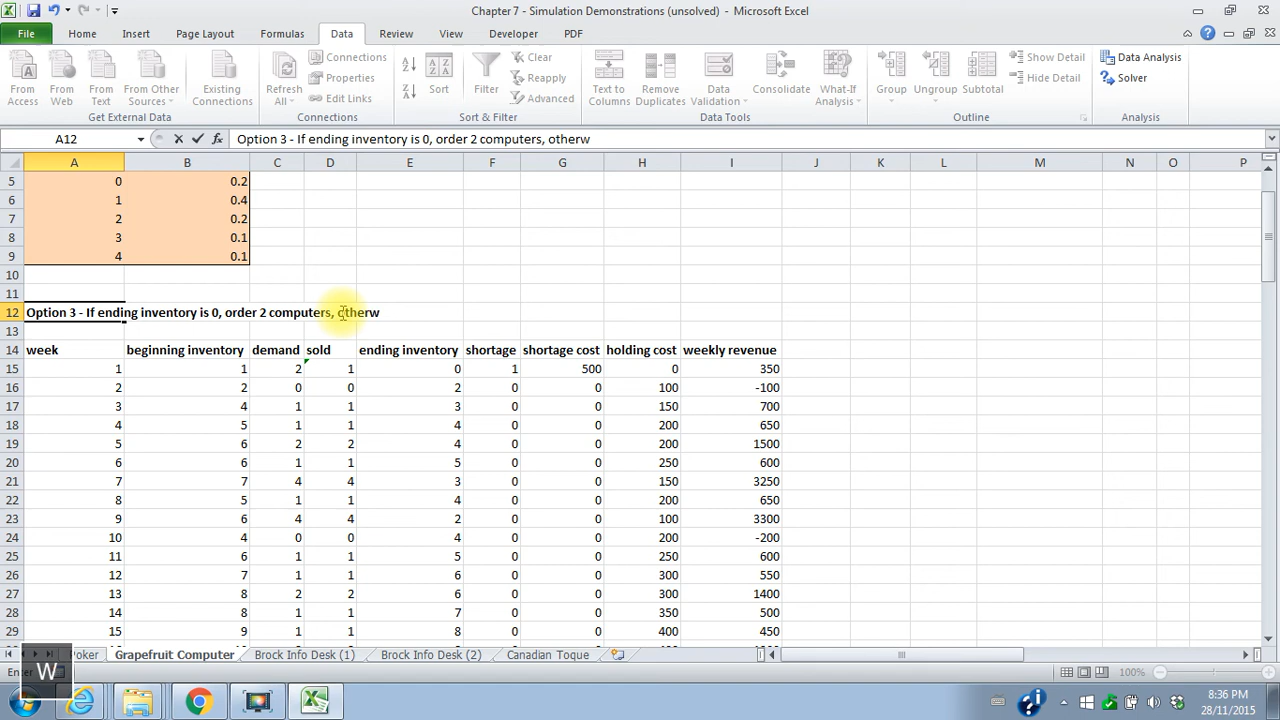 Chapter 7 - Simulation Demonstrations (unsolved) - Microsoft Excel
File Home Insert Page Layout Formulas Data Review View Developer PDF
From Access From Web From Text From Other Sources Existing Connections Refresh All Connections Properties Edit Links Sort Filter Clear Reapply Advanced Text to Columns Remove Duplicates Data Validation Consolidate What-If Analysis Group Ungroup Subtotal Show Detail Hide Detail Data Analysis Solver
Get External Data Connections Sort & Filter Data Tools Outline Analysis
A12 fx Option 3 - If ending inventory is 0, order 2 computers, otherw
A B C D E F G H I J K L M N O P
5 0 0.2
6 1 0.4
7 2 0.2
8 3 0.1
9 4 0.1
10
11
12 Option 3 - If ending inventory is 0, order 2 computers, otherw
13
14 week beginning inventory demand sold ending inventory shortage shortage cost holding cost weekly revenue
15 1 1 2 1 0 1 500 0 350
16 2 2 0 0 2 0 0 100 -100
17 3 4 1 1 3 0 0 150 700
18 4 5 1 1 4 0 0 200 650
19 5 6 2 2 4 0 0 200 1500
20 6 6 1 1 5 0 0 250 600
21 7 7 4 4 3 0 0 150 3250
22 8 5 1 1 4 0 0 200 650
23 9 6 4 4 2 0 0 100 3300
24 10 4 0 0 4 0 0 200 -200
25 11 6 1 1 5 0 0 250 600
26 12 7 1 1 6 0 0 300 550
27 13 8 2 2 6 0 0 300 1400
28 14 8 1 1 7 0 0 350 500
29 15 9 1 1 8 0 0 400 450
Poker Grapefruit Computer Brock Info Desk (1) Brock Info Desk (2) Canadian Toque
Enter 100%
W
8:36 PM
28/11/2015